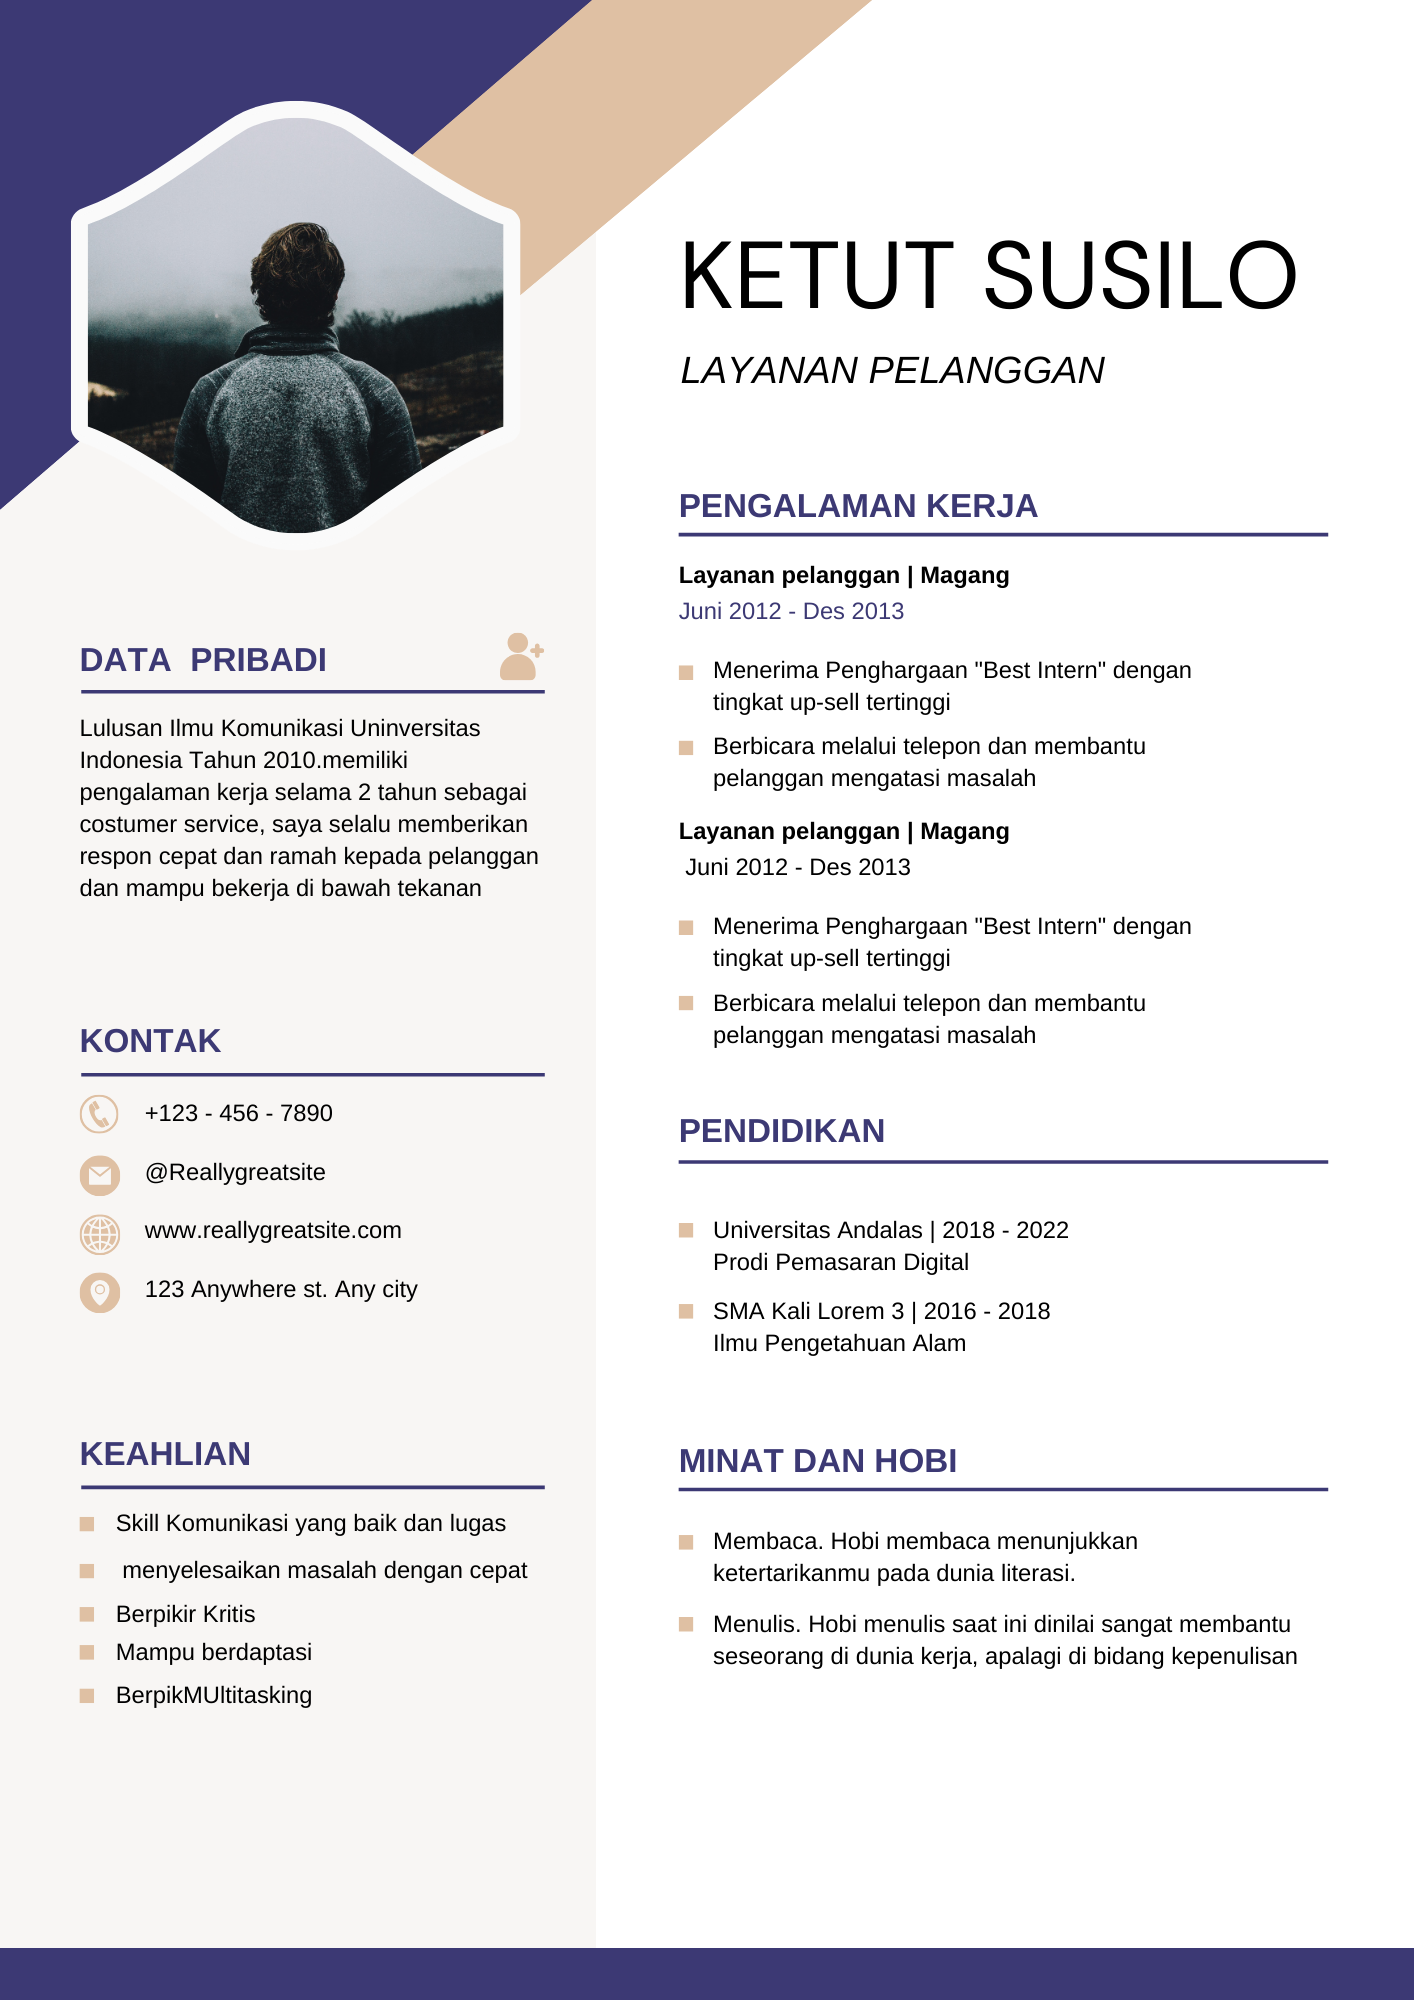 KETUT SUSILO
LAYANAN PELANGGAN
DATA  PRIBADI
Lulusan Ilmu Komunikasi Uninversitas
Indonesia Tahun 2010.memiliki
pengalaman kerja selama 2 tahun sebagai
costumer service, saya selalu memberikan
respon cepat dan ramah kepada pelanggan
dan mampu bekerja di bawah tekanan
KONTAK
+123 - 456 - 7890
@Reallygreatsite
www.reallygreatsite.com
123 Anywhere st. Any city
KEAHLIAN
Skill Komunikasi yang baik dan lugas
menyelesaikan masalah dengan cepat
Berpikir Kritis
Mampu berdaptasi
BerpikMUltitasking
PENGALAMAN KERJA
Layanan pelanggan | Magang
Juni 2012 - Des 2013
Menerima Penghargaan "Best Intern" dengan
tingkat up-sell tertinggi
Berbicara melalui telepon dan membantu
pelanggan mengatasi masalah
Layanan pelanggan | Magang
Juni 2012 - Des 2013
Menerima Penghargaan "Best Intern" dengan
tingkat up-sell tertinggi
Berbicara melalui telepon dan membantu
pelanggan mengatasi masalah
PENDIDIKAN
Universitas Andalas | 2018 - 2022
Prodi Pemasaran Digital
SMA Kali Lorem 3 | 2016 - 2018
Ilmu Pengetahuan Alam
MINAT DAN HOBI
Membaca. Hobi membaca menunjukkan
ketertarikanmu pada dunia literasi.
Menulis. Hobi menulis saat ini dinilai sangat membantu
seseorang di dunia kerja, apalagi di bidang kepenulisan